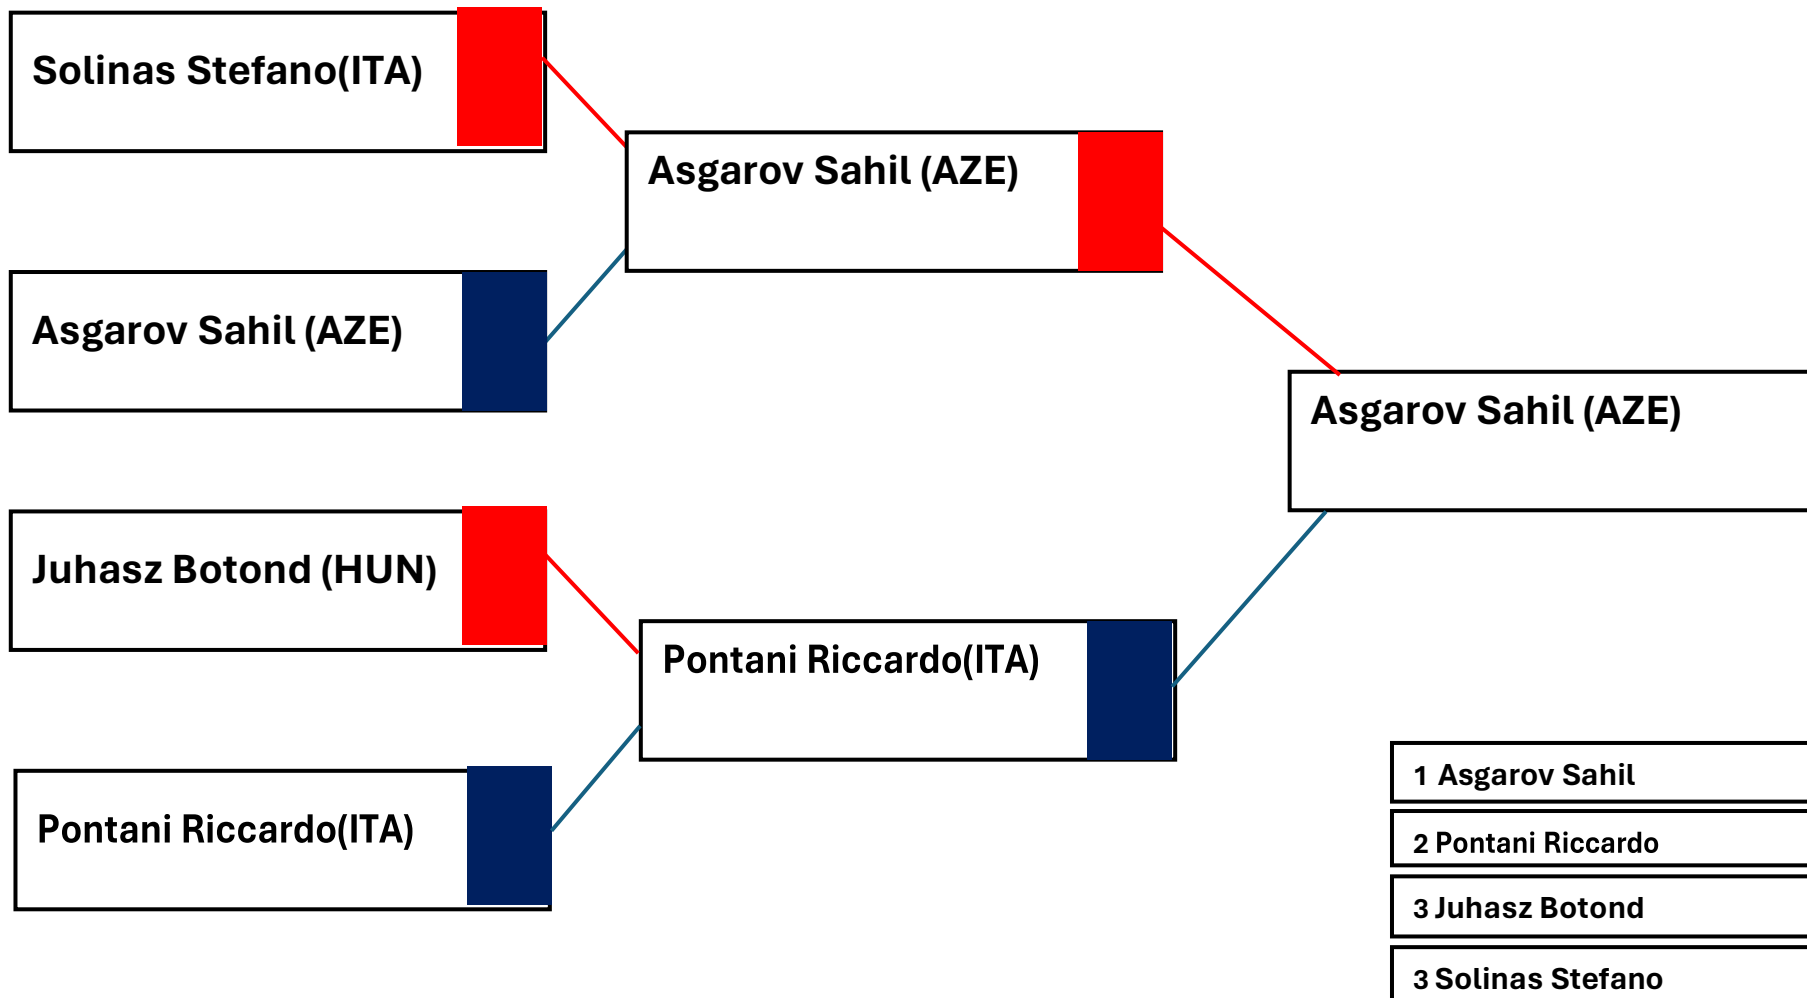 Solinas Stefano(ITA)
Asgarov Sahil (AZE)
Asgarov Sahil (AZE)
Asgarov Sahil (AZE)
Juhasz Botond (HUN)
Pontani Riccardo(ITA)
Pontani Riccardo(ITA)
1 Asgarov Sahil
2 Pontani Riccardo
3 Juhasz Botond
3 Solinas Stefano